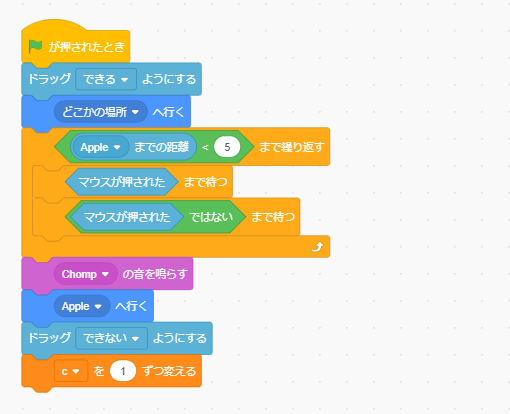 が押されたとき
ドラッグ できる ようにする
どこかの場所 へ行く
Apple までの距離 < 5 まで繰り返す
マウスが押された まで待つ
マウスが押された ではない まで待つ
Chomp の音を鳴らす
Apple へ行く
ドラッグ できない ようにする
c を 1 ずつ変える